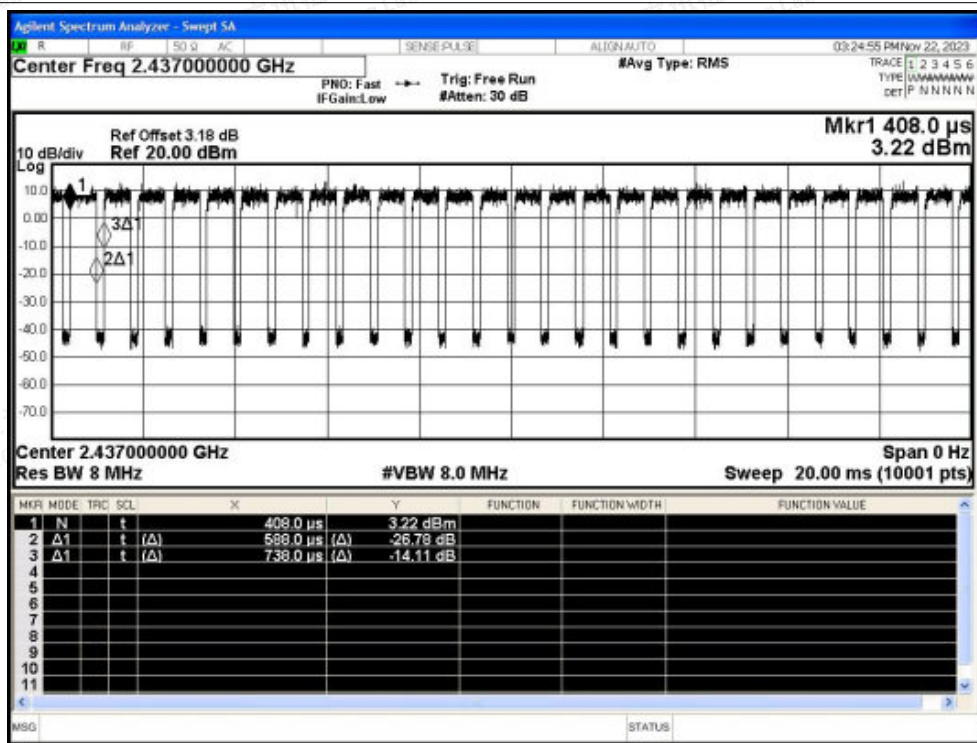 Agilent Spectrum Analyzer - Swept SA
R RF 50 Ω AC SENSE:PULSE ALIGNAUTO 03:24:55 PM Nov 22, 2023
Center Freq 2.437000000 GHz #Avg Type: RMS TRACE 1 2 3 4 5 6
PNO: Fast Trig: Free Run TYPE WWWWWW
IFGain:Low #Atten: 30 dB DET P N N N N N
Ref Offset 3.18 dB Mkr1 408.0 µs
10 dB/div Ref 20.00 dBm 3.22 dBm
Log
10.0 1
0.00 3Δ1
-10.0
2Δ1
-20.0
-30.0
-40.0
-50.0
-60.0
-70.0
Center 2.437000000 GHz Span 0 Hz
Res BW 8 MHz #VBW 8.0 MHz Sweep 20.00 ms (10001 pts)
MKR MODE TRC SCL X Y FUNCTION FUNCTION WIDTH FUNCTION VALUE
1 N t 408.0 µs 3.22 dBm
2 Δ1 t (Δ) 588.0 µs (Δ) -26.78 dB
3 Δ1 t (Δ) 738.0 µs (Δ) -14.11 dB
4
5
6
7
8
9
10
11
MSG STATUS